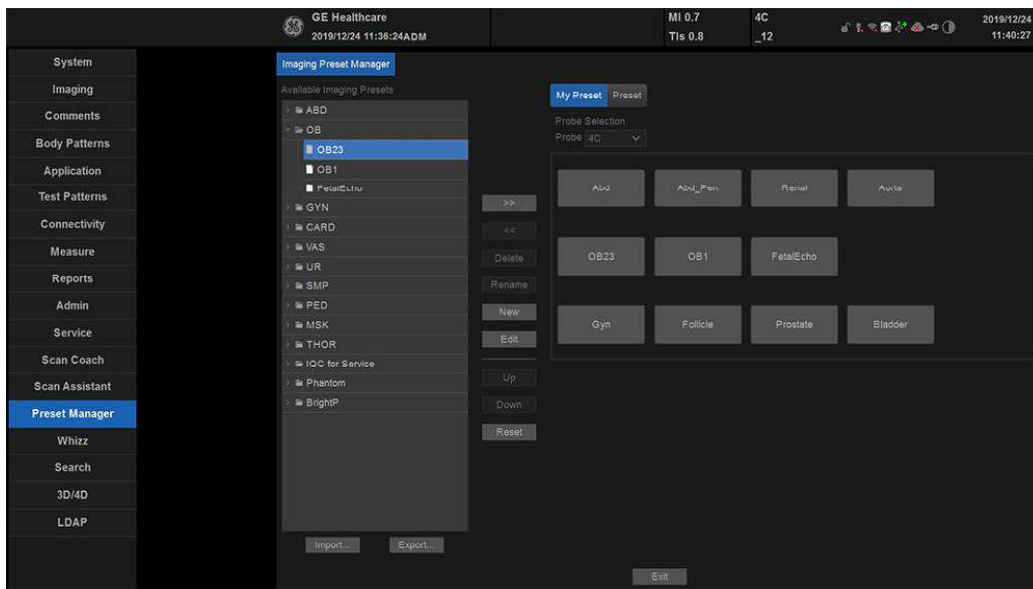 GE Healthcare
2019/12/24 11:36:24ADM
MI 0.7
TIs 0.8
4C
_12
2019/12/24
11:40:27
System
Imaging
Comments
Body Patterns
Application
Test Patterns
Connectivity
Measure
Reports
Admin
Service
Scan Coach
Scan Assistant
Preset Manager
Whizz
Search
3D/4D
LDAP
Imaging Preset Manager
Available Imaging Presets
ABD
OB
OB23
OB1
FetalEcho
GYN
CARD
VAS
UR
SMP
PED
MSK
THOR
IQC for Service
Phantom
BrightP
Import...
Export...
>>
<<
Delete
Rename
New
Edit
Up
Down
Reset
My Preset Preset
Probe Selection
Probe 4C
Abd Abd_Pen Renal Aorta
OB23 OB1 FetalEcho
Gyn Follicle Prostate Bladder
Exit